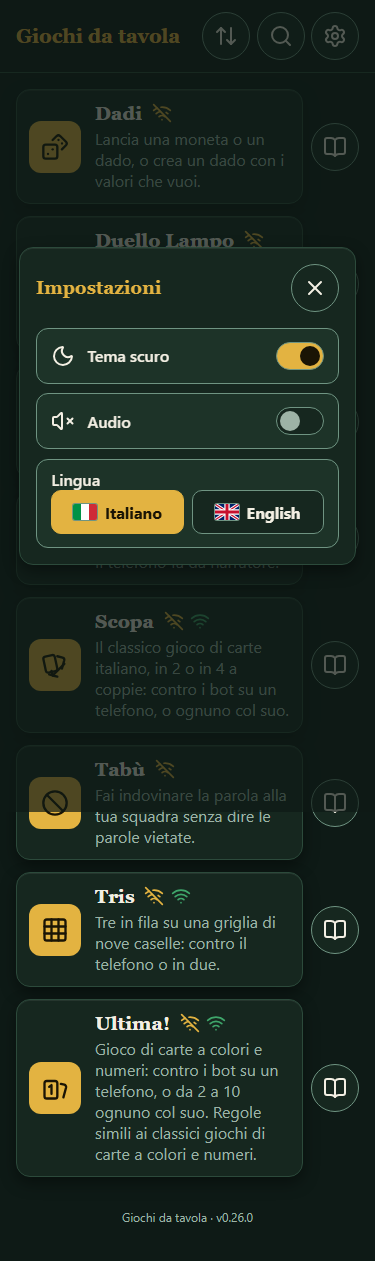 Giochi da tavola
Dadi
Lancia una moneta o un
dado, o crea un dado con i
valori che vuoi.
Duello Lampo
Impostazioni
Tema scuro
Audio
Lingua
Italiano
English
Scopa
Il classico gioco di carte
italiano, in 2 o in 4 a
coppie: contro i bot su un
telefono, o ognuno col suo.
Tabù
Fai indovinare la parola alla
tua squadra senza dire le
parole vietate.
Tris
Tre in fila su una griglia di
nove caselle: contro il
telefono o in due.
Ultima!
Gioco di carte a colori e
numeri: contro i bot su un
telefono, o da 2 a 10
ognuno col suo. Regole
simili ai classici giochi di
carte a colori e numeri.
1
Giochi da tavola · v0.26.0